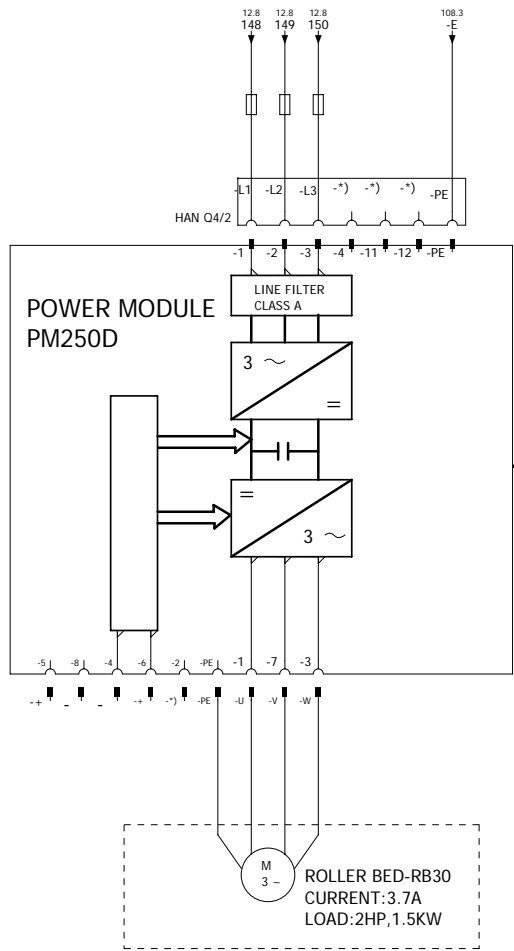 12.8 12.8 12.8 108.3
148 149 150 -E
-L1 -L2 -L3 -*) -*) -*) -PE
HAN Q4/2
-1 -2 -3 -4 -11 -12 -PE
LINE FILTER
CLASS A
POWER MODULE
PM250D
3 ~
=
=
3 ~
-5 -8 -4 -6 -2 -PE -1 -7 -3
-+ - - -+ -*) -PE -U -V -W
M
3 ~
ROLLER BED-RB30
CURRENT:3.7A
LOAD:2HP,1.5KW